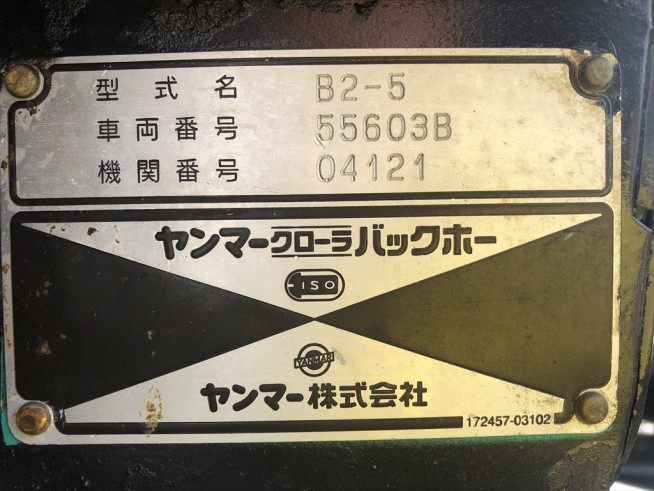 型式名 B2-5
車両番号 55603B
機関番号 04121
ヤンマークローラバックホー
ISO
YANMAR
ヤンマー株式会社
172457-03102